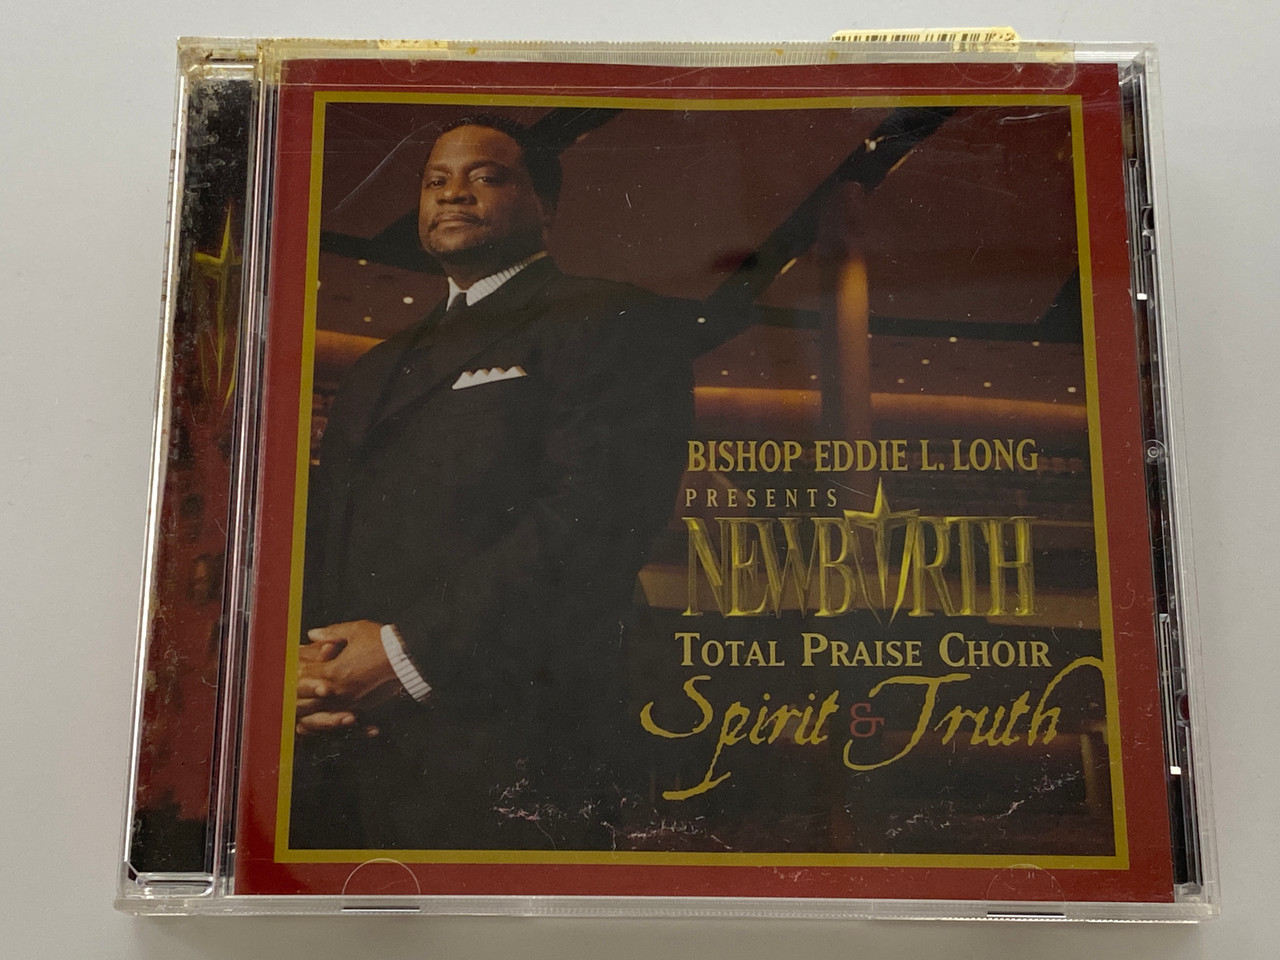 BISHOP EDDIE L. LONG
PRESENTS
NEWBIRTH
TOTAL PRAISE CHOIR
Spirit & Truth